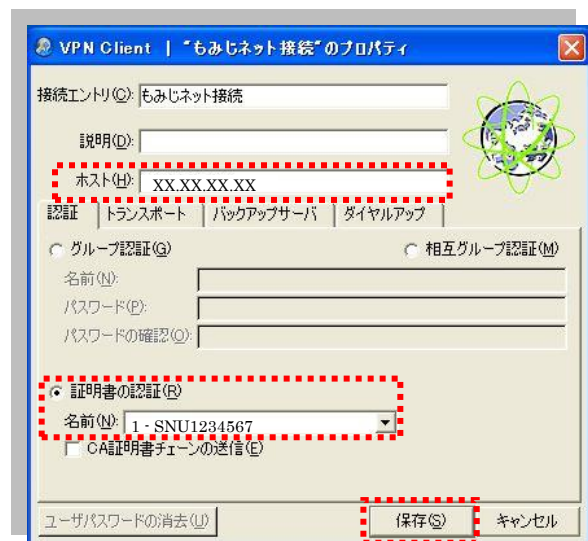 VPN Client | "もみじネット接続"のプロパティ
接続エントリ(C): もみじネット接続
説明(D):
ホスト(H): XX.XX.XX.XX
認証 トランスポート バックアップサーバ ダイヤルアップ
グループ認証(G) 相互グループ認証(M)
名前(N):
パスワード(P):
パスワードの確認(O):
証明書の認証(R)
名前(N): 1 - SNU1234567
CA証明書チェーンの送信(E)
ユーザパスワードの消去(U) 保存(S) キャンセル